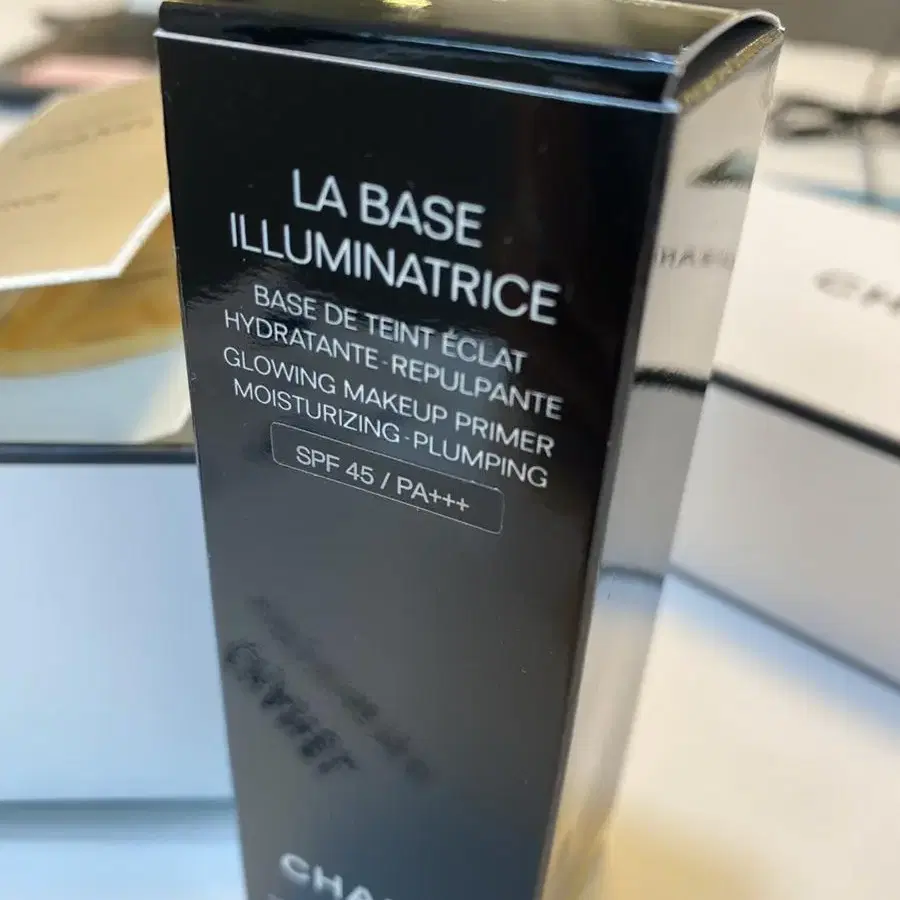 LA BASE
ILLUMINATRICE
BASE DE TEINT ÉCLAT
HYDRATANTE-REPULPANTE
GLOWING MAKEUP PRIMER
MOISTURIZING-PLUMPING
SPF 45 / PA+++